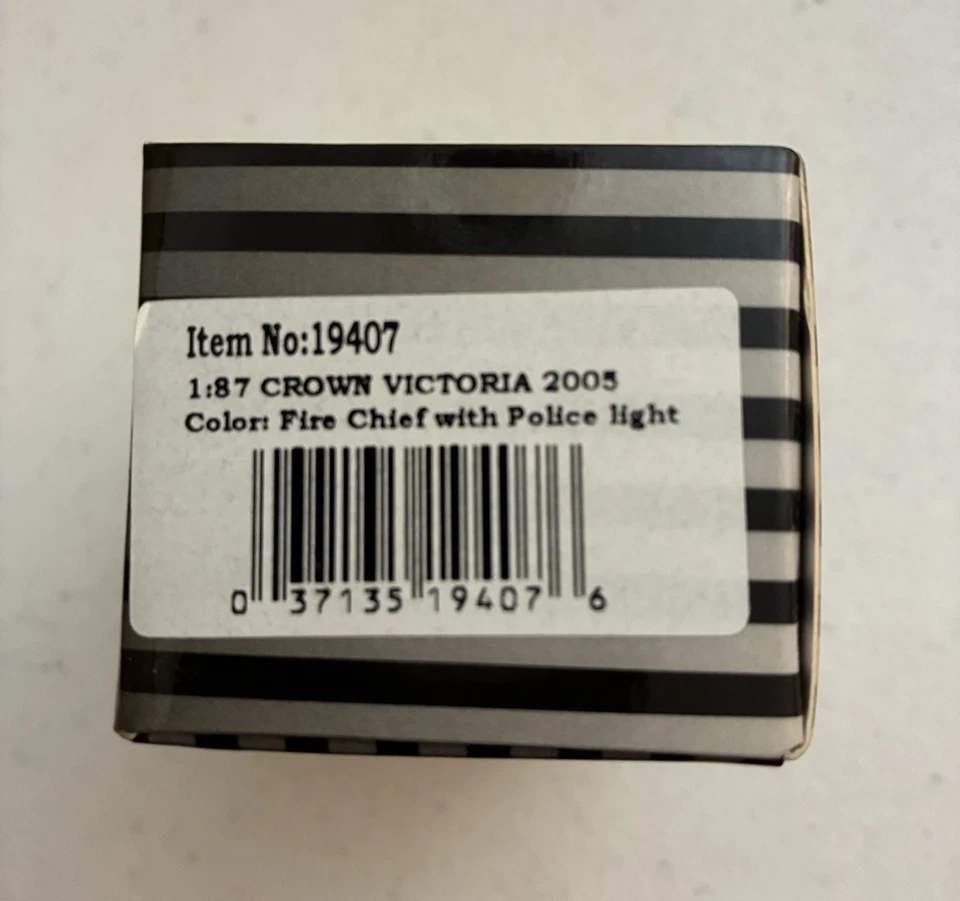 Item No:19407
1:87 CROWN VICTORIA 2005
Color: Fire Chief with Police light
0 37135 19407 6